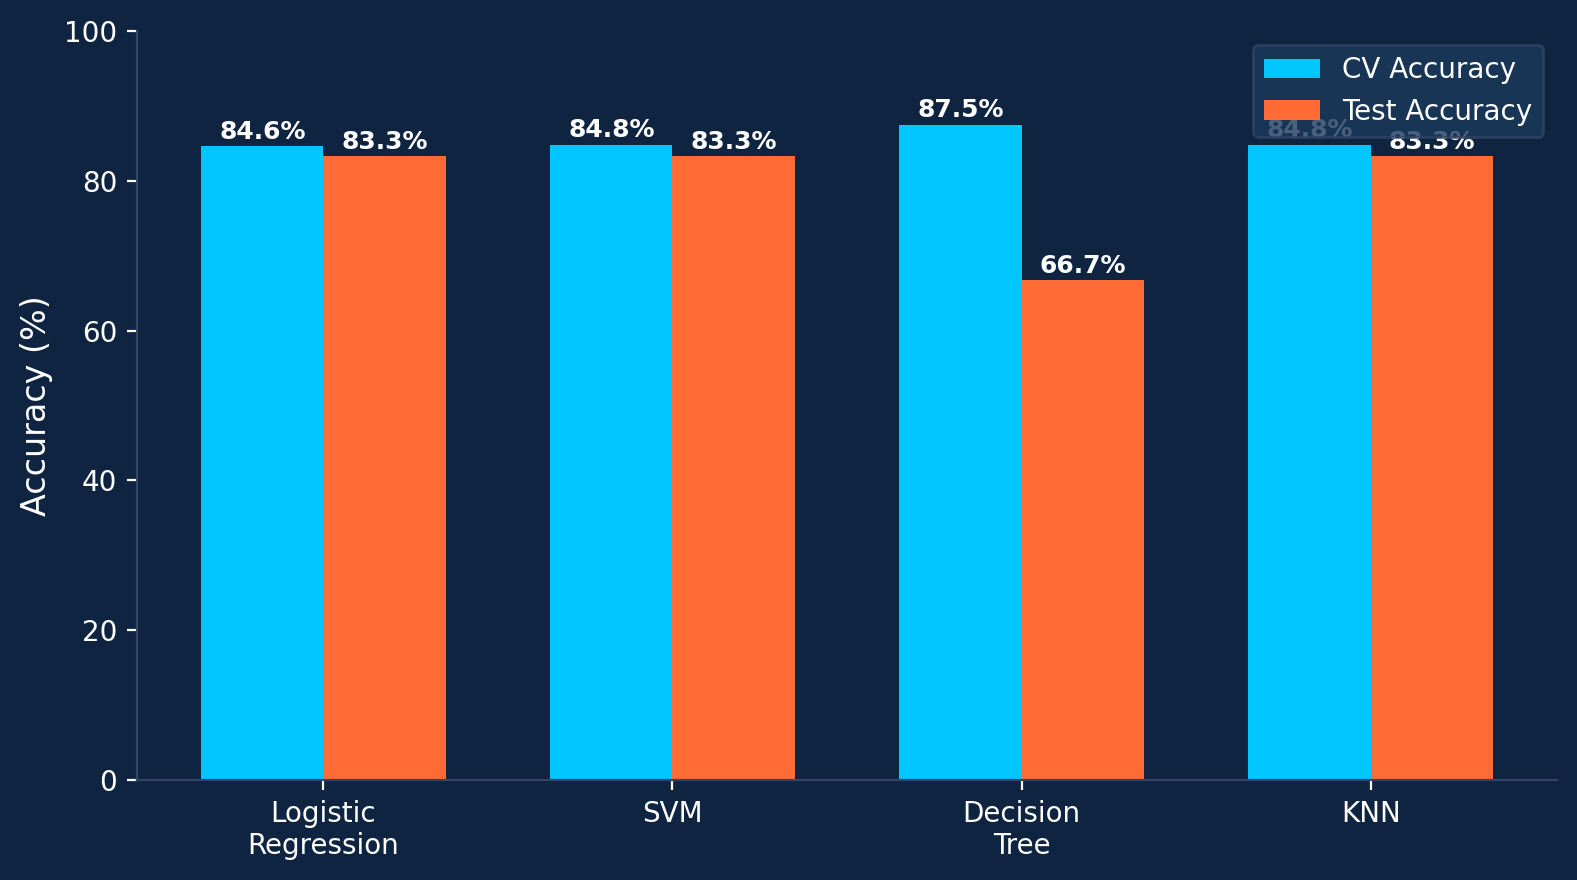 100
80
60
40
20
0
Accuracy (%)
CV Accuracy
Test Accuracy
84.6%
83.3%
84.8%
83.3%
87.5%
66.7%
84.8%
83.3%
Logistic
Regression
SVM
Decision
Tree
KNN